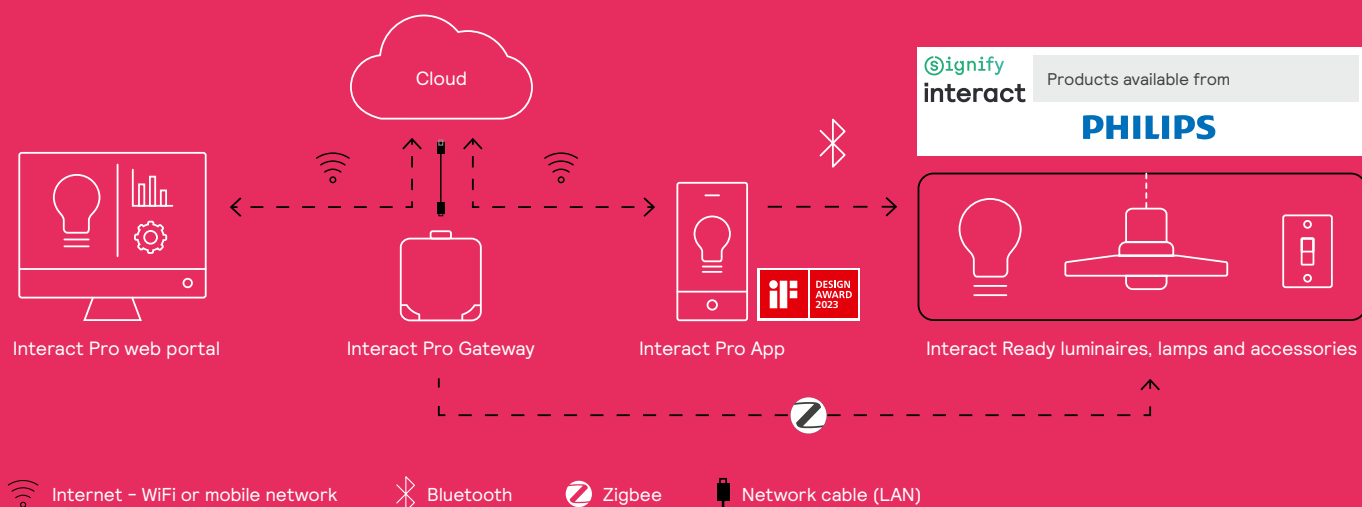 Cloud
Signify
interact
Products available from
PHILIPS
iF
DESIGN
AWARD
2023
Interact Pro web portal
Interact Pro Gateway
Interact Pro App
Interact Ready luminaires, lamps and accessories
Internet – WiFi or mobile network
Bluetooth
Zigbee
Network cable (LAN)